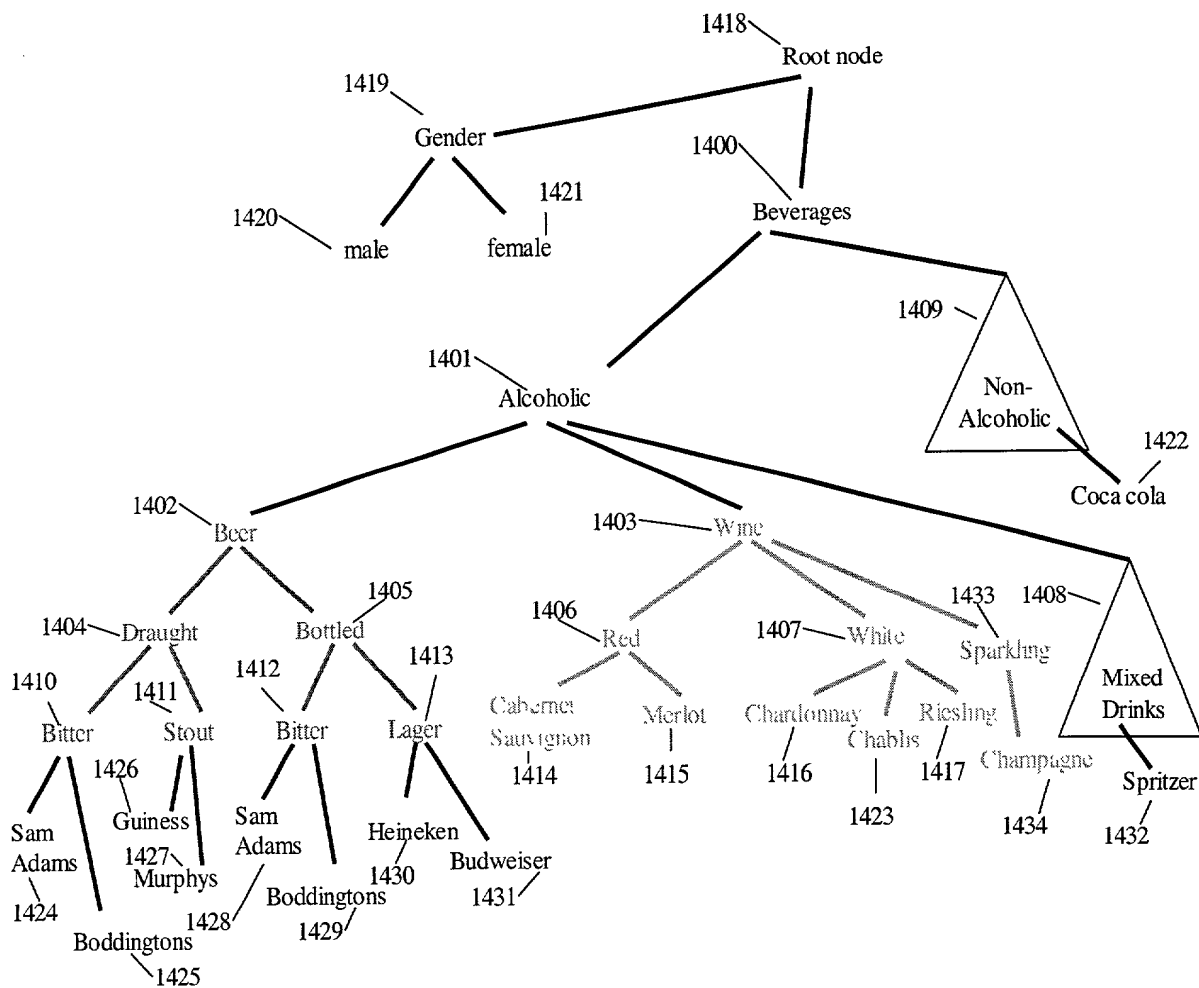 1418
Root node
1419
Gender
1400
1420
male
1421
female
Beverages
1409
Non-
Alcoholic
1422
Coca cola
1401
Alcoholic
1402
Beer
1403
Wine
1404
Draught
1405
Bottled
1406
Red
1407
White
1433
Sparkling
1408
Mixed
Drinks
1410
Bitter
1411
Stout
1412
Bitter
1413
Lager
Cabernet
Sauvignon
1414
Merlot
1415
Chardonnay
1416
Chablis
1423
Riesling
1417
Champagne
1434
Spritzer
1432
Sam
Adams
1424
Boddingtons
1425
1426
Guiness
1427
Murphys
Sam
Adams
1428
Boddingtons
1429
Heineken
1430
Budweiser
1431